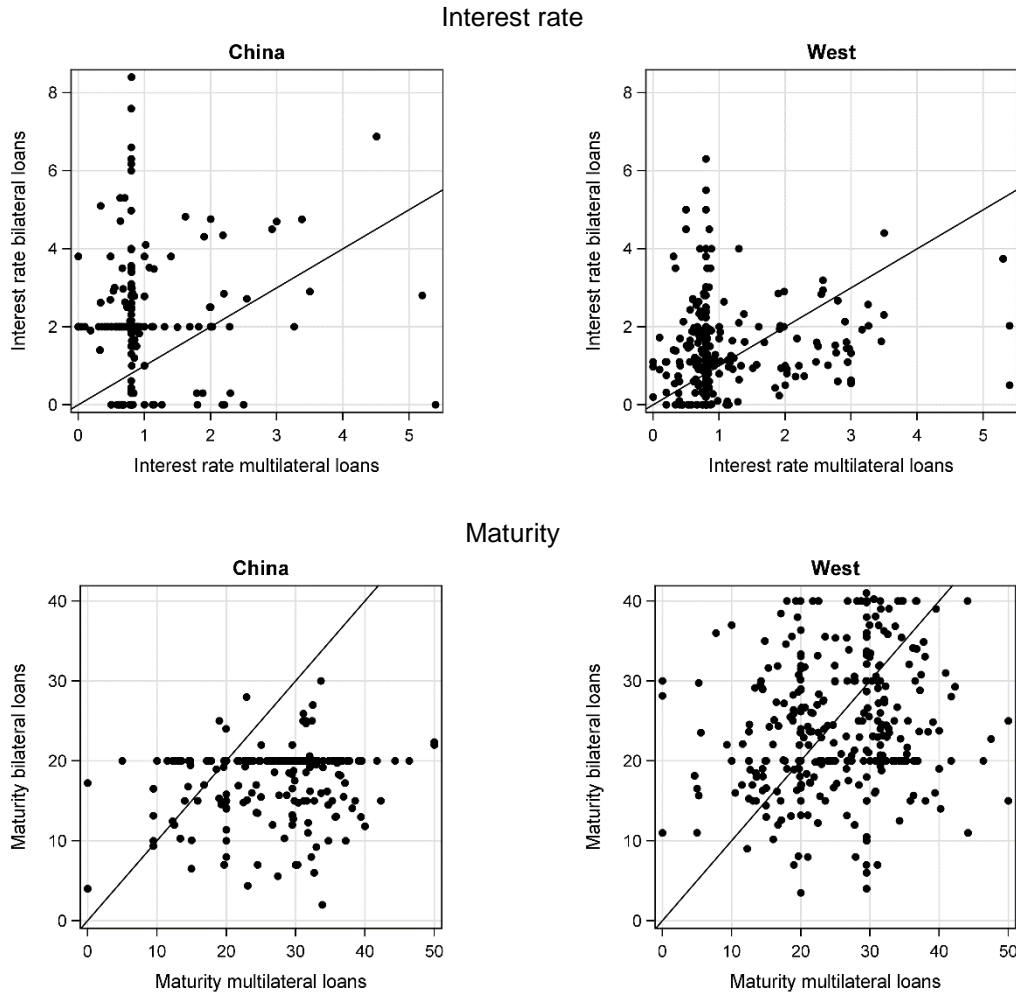 Interest rate
China
West
8
6
4
2
0
0 1 2 3 4 5
Interest rate bilateral loans
Interest rate multilateral loans
8
6
4
2
0
0 1 2 3 4 5
Interest rate bilateral loans
Interest rate multilateral loans
Maturity
China
West
40
30
20
10
0
0 10 20 30 40 50
Maturity bilateral loans
Maturity multilateral loans
40
30
20
10
0
0 10 20 30 40 50
Maturity bilateral loans
Maturity multilateral loans